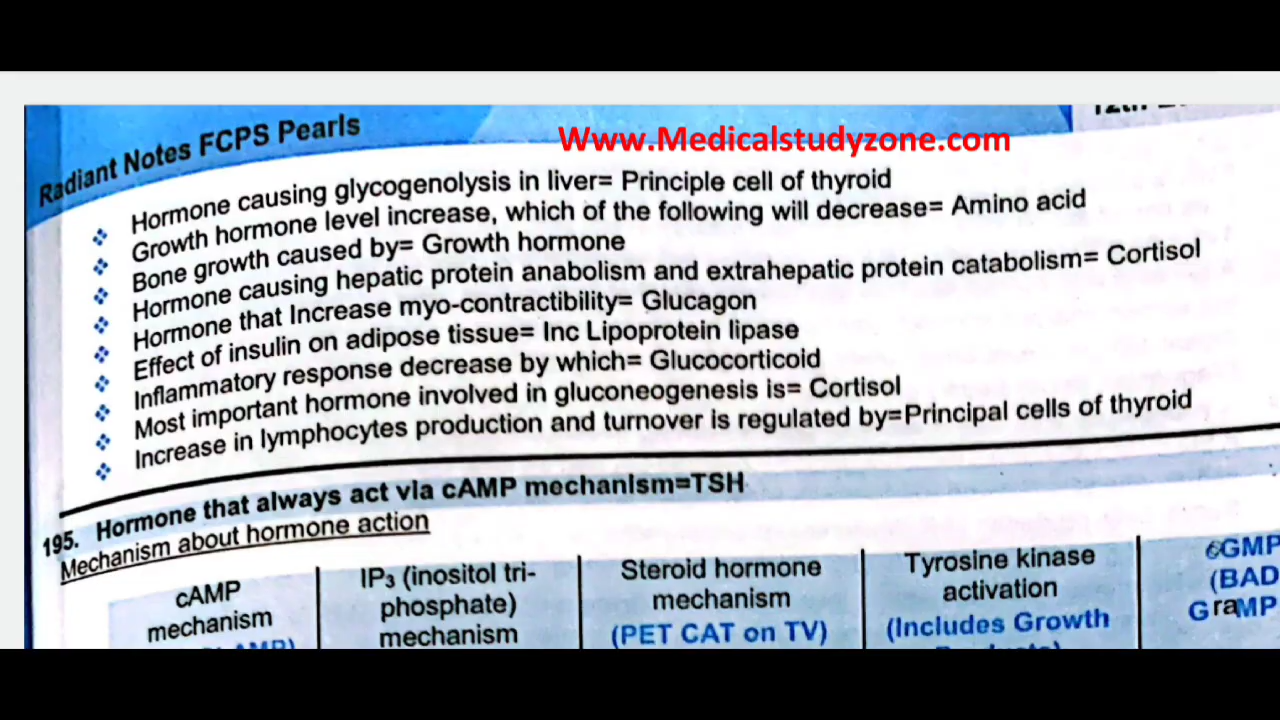 Radiant Notes FCPS Pearls
Www.Medicalstudyzone.com
❖ Hormone causing glycogenolysis in liver= Principle cell of thyroid
❖ Growth hormone level increase, which of the following will decrease= Amino acid
❖ Bone growth caused by= Growth hormone
❖ Hormone causing hepatic protein anabolism and extrahepatic protein catabolism= Cortisol
❖ Hormone that Increase myo-contractibility= Glucagon
❖ Effect of insulin on adipose tissue= Inc Lipoprotein lipase
❖ Inflammatory response decrease by which= Glucocorticoid
❖ Most important hormone involved in gluconeogenesis is= Cortisol
❖ Increase in lymphocytes production and turnover is regulated by=Principal cells of thyroid
195. Hormone that always act via cAMP mechanism=TSH
Mechanism about hormone action
cAMP
mechanism
IP3 (inositol tri-
phosphate)
mechanism
Steroid hormone
mechanism
(PET CAT on TV)
Tyrosine kinase
activation
(Includes Growth
cGMP
(BAD
GraMP